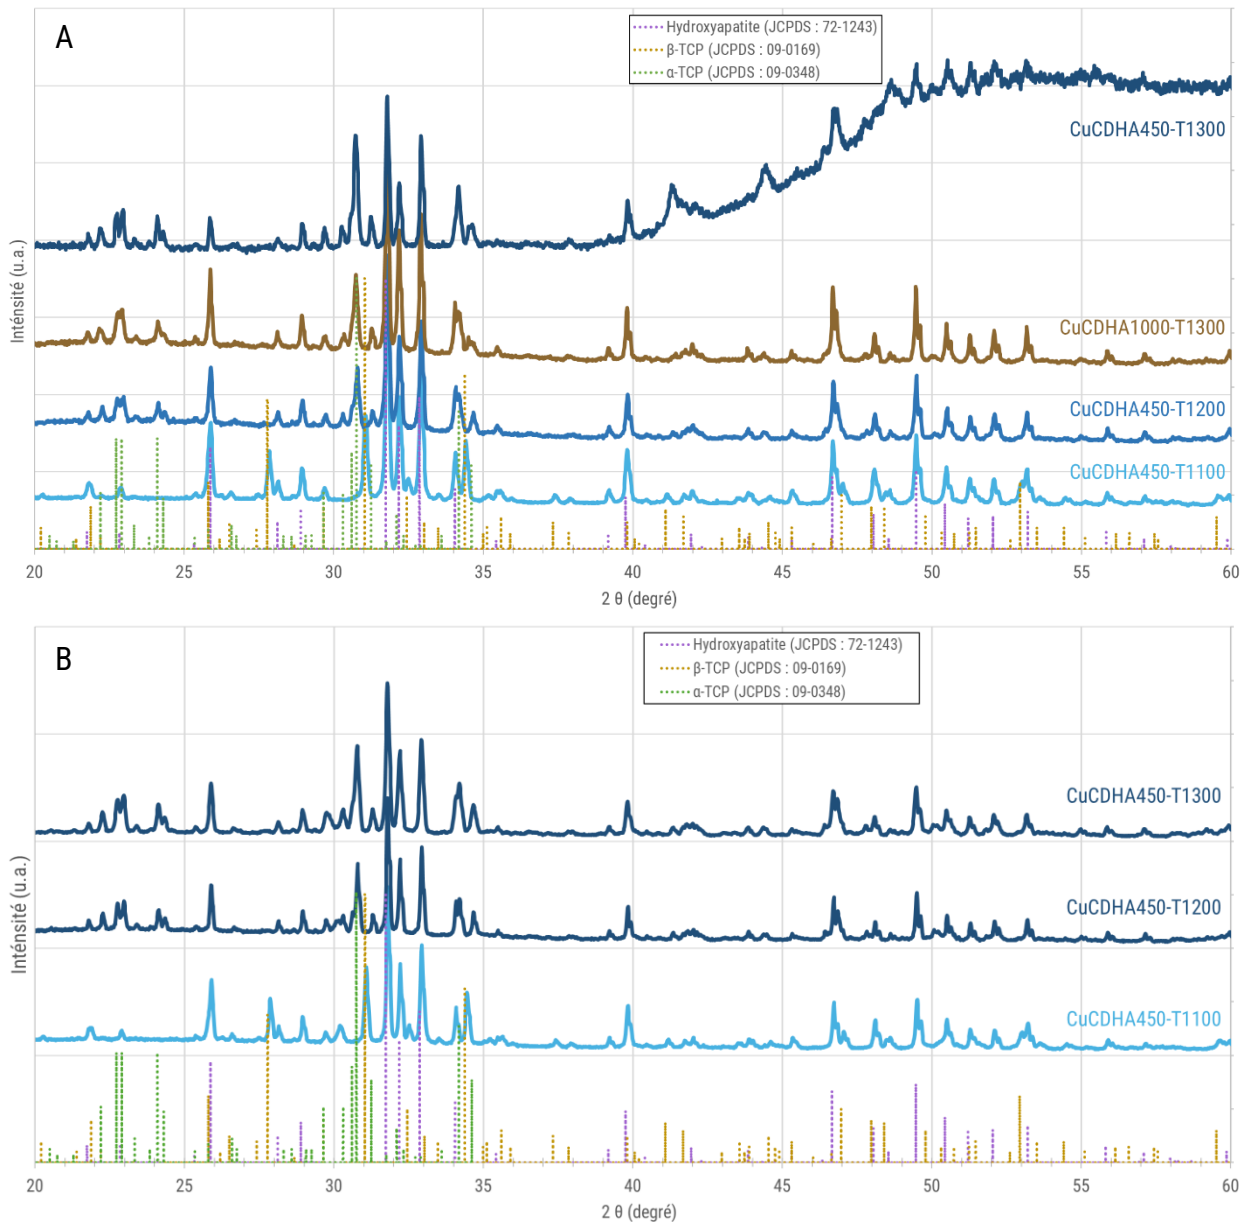 A
Hydroxyapatite (JCPDS : 72-1243)
β-TCP (JCPDS : 09-0169)
α-TCP (JCPDS : 09-0348)
CuCDHA450-T1300
CuCDHA1000-T1300
CuCDHA450-T1200
CuCDHA450-T1100
Inténsité (u.a.)
20 25 30 35 40 45 50 55 60
2 θ (degré)
B
Hydroxyapatite (JCPDS : 72-1243)
β-TCP (JCPDS : 09-0169)
α-TCP (JCPDS : 09-0348)
CuCDHA450-T1300
CuCDHA450-T1200
CuCDHA450-T1100
Inténsité (u.a.)
20 25 30 35 40 45 50 55 60
2 θ (degré)